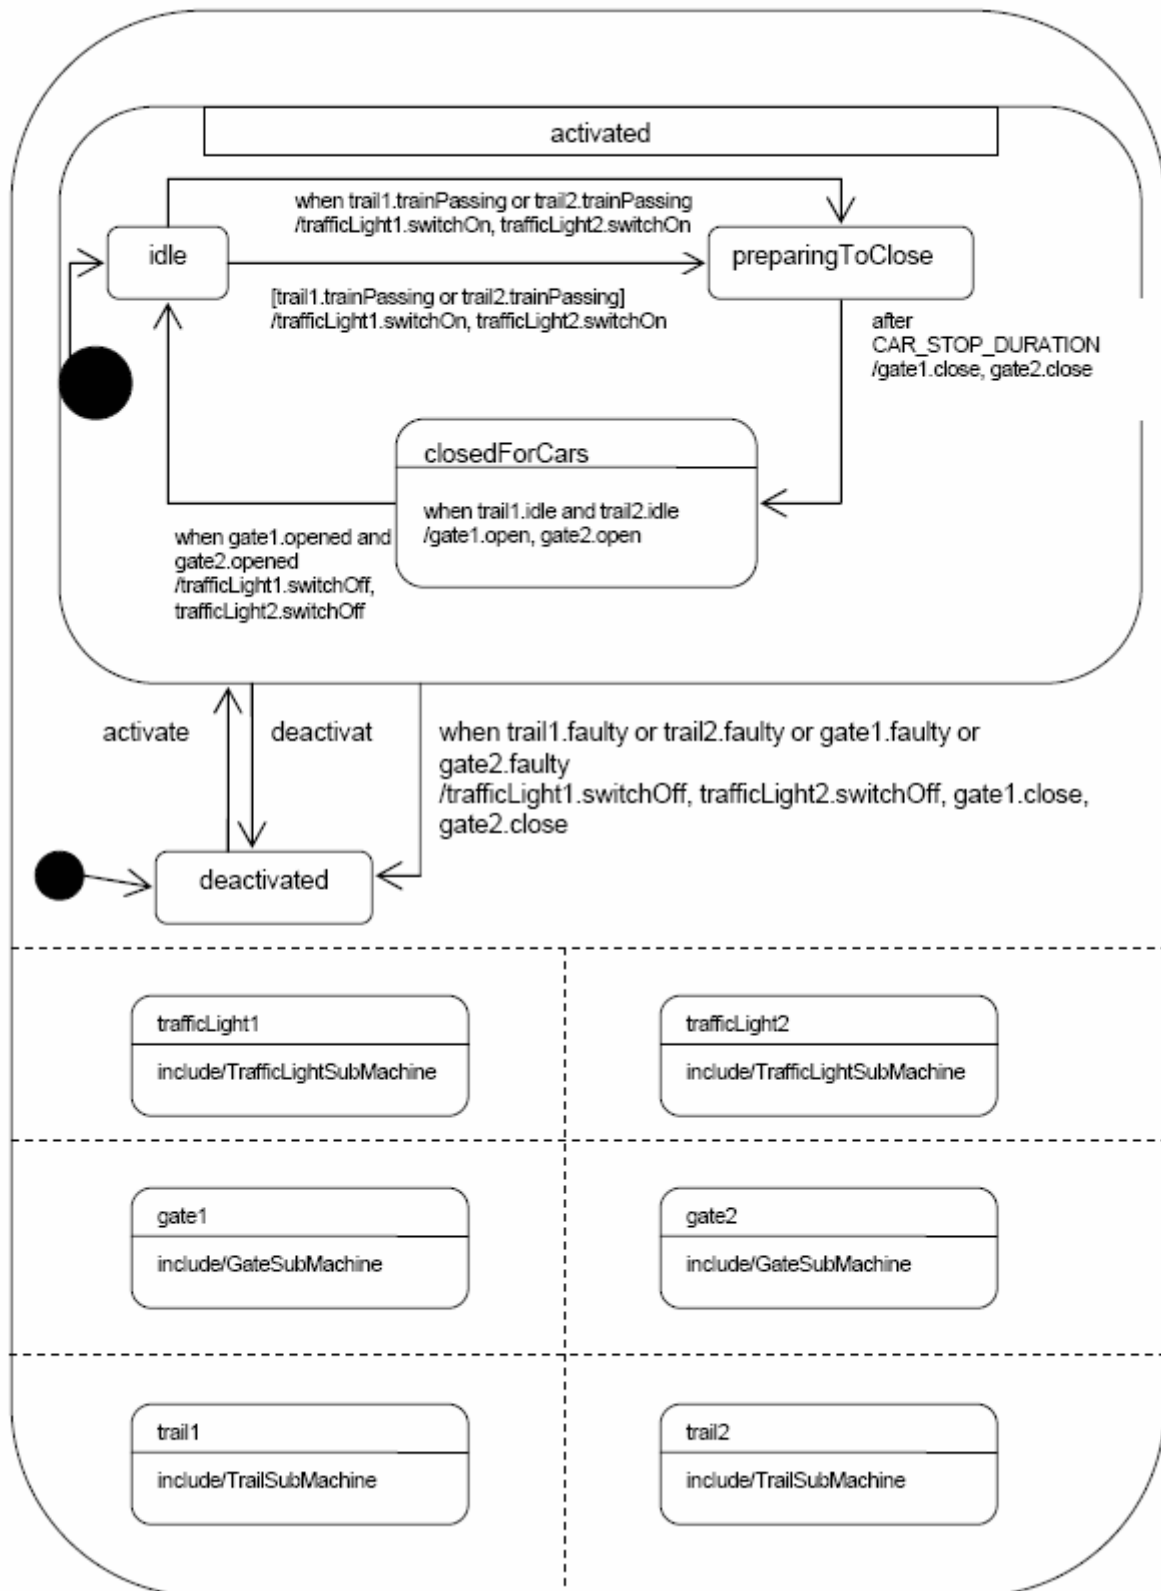 activated
when trail1.trainPassing or trail2.trainPassing
/trafficLight1.switchOn, trafficLight2.switchOn
idle
preparingToClose
[trail1.trainPassing or trail2.trainPassing]
/trafficLight1.switchOn, trafficLight2.switchOn
after
CAR_STOP_DURATION
/gate1.close, gate2.close
closedForCars
when trail1.idle and trail2.idle
/gate1.open, gate2.open
when gate1.opened and
gate2.opened
/trafficLight1.switchOff,
trafficLight2.switchOff
activate
deactivat
when trail1.faulty or trail2.faulty or gate1.faulty or
gate2.faulty
/trafficLight1.switchOff, trafficLight2.switchOff, gate1.close,
gate2.close
deactivated
trafficLight1
include/TrafficLightSubMachine
trafficLight2
include/TrafficLightSubMachine
gate1
include/GateSubMachine
gate2
include/GateSubMachine
trail1
include/TrailSubMachine
trail2
include/TrailSubMachine